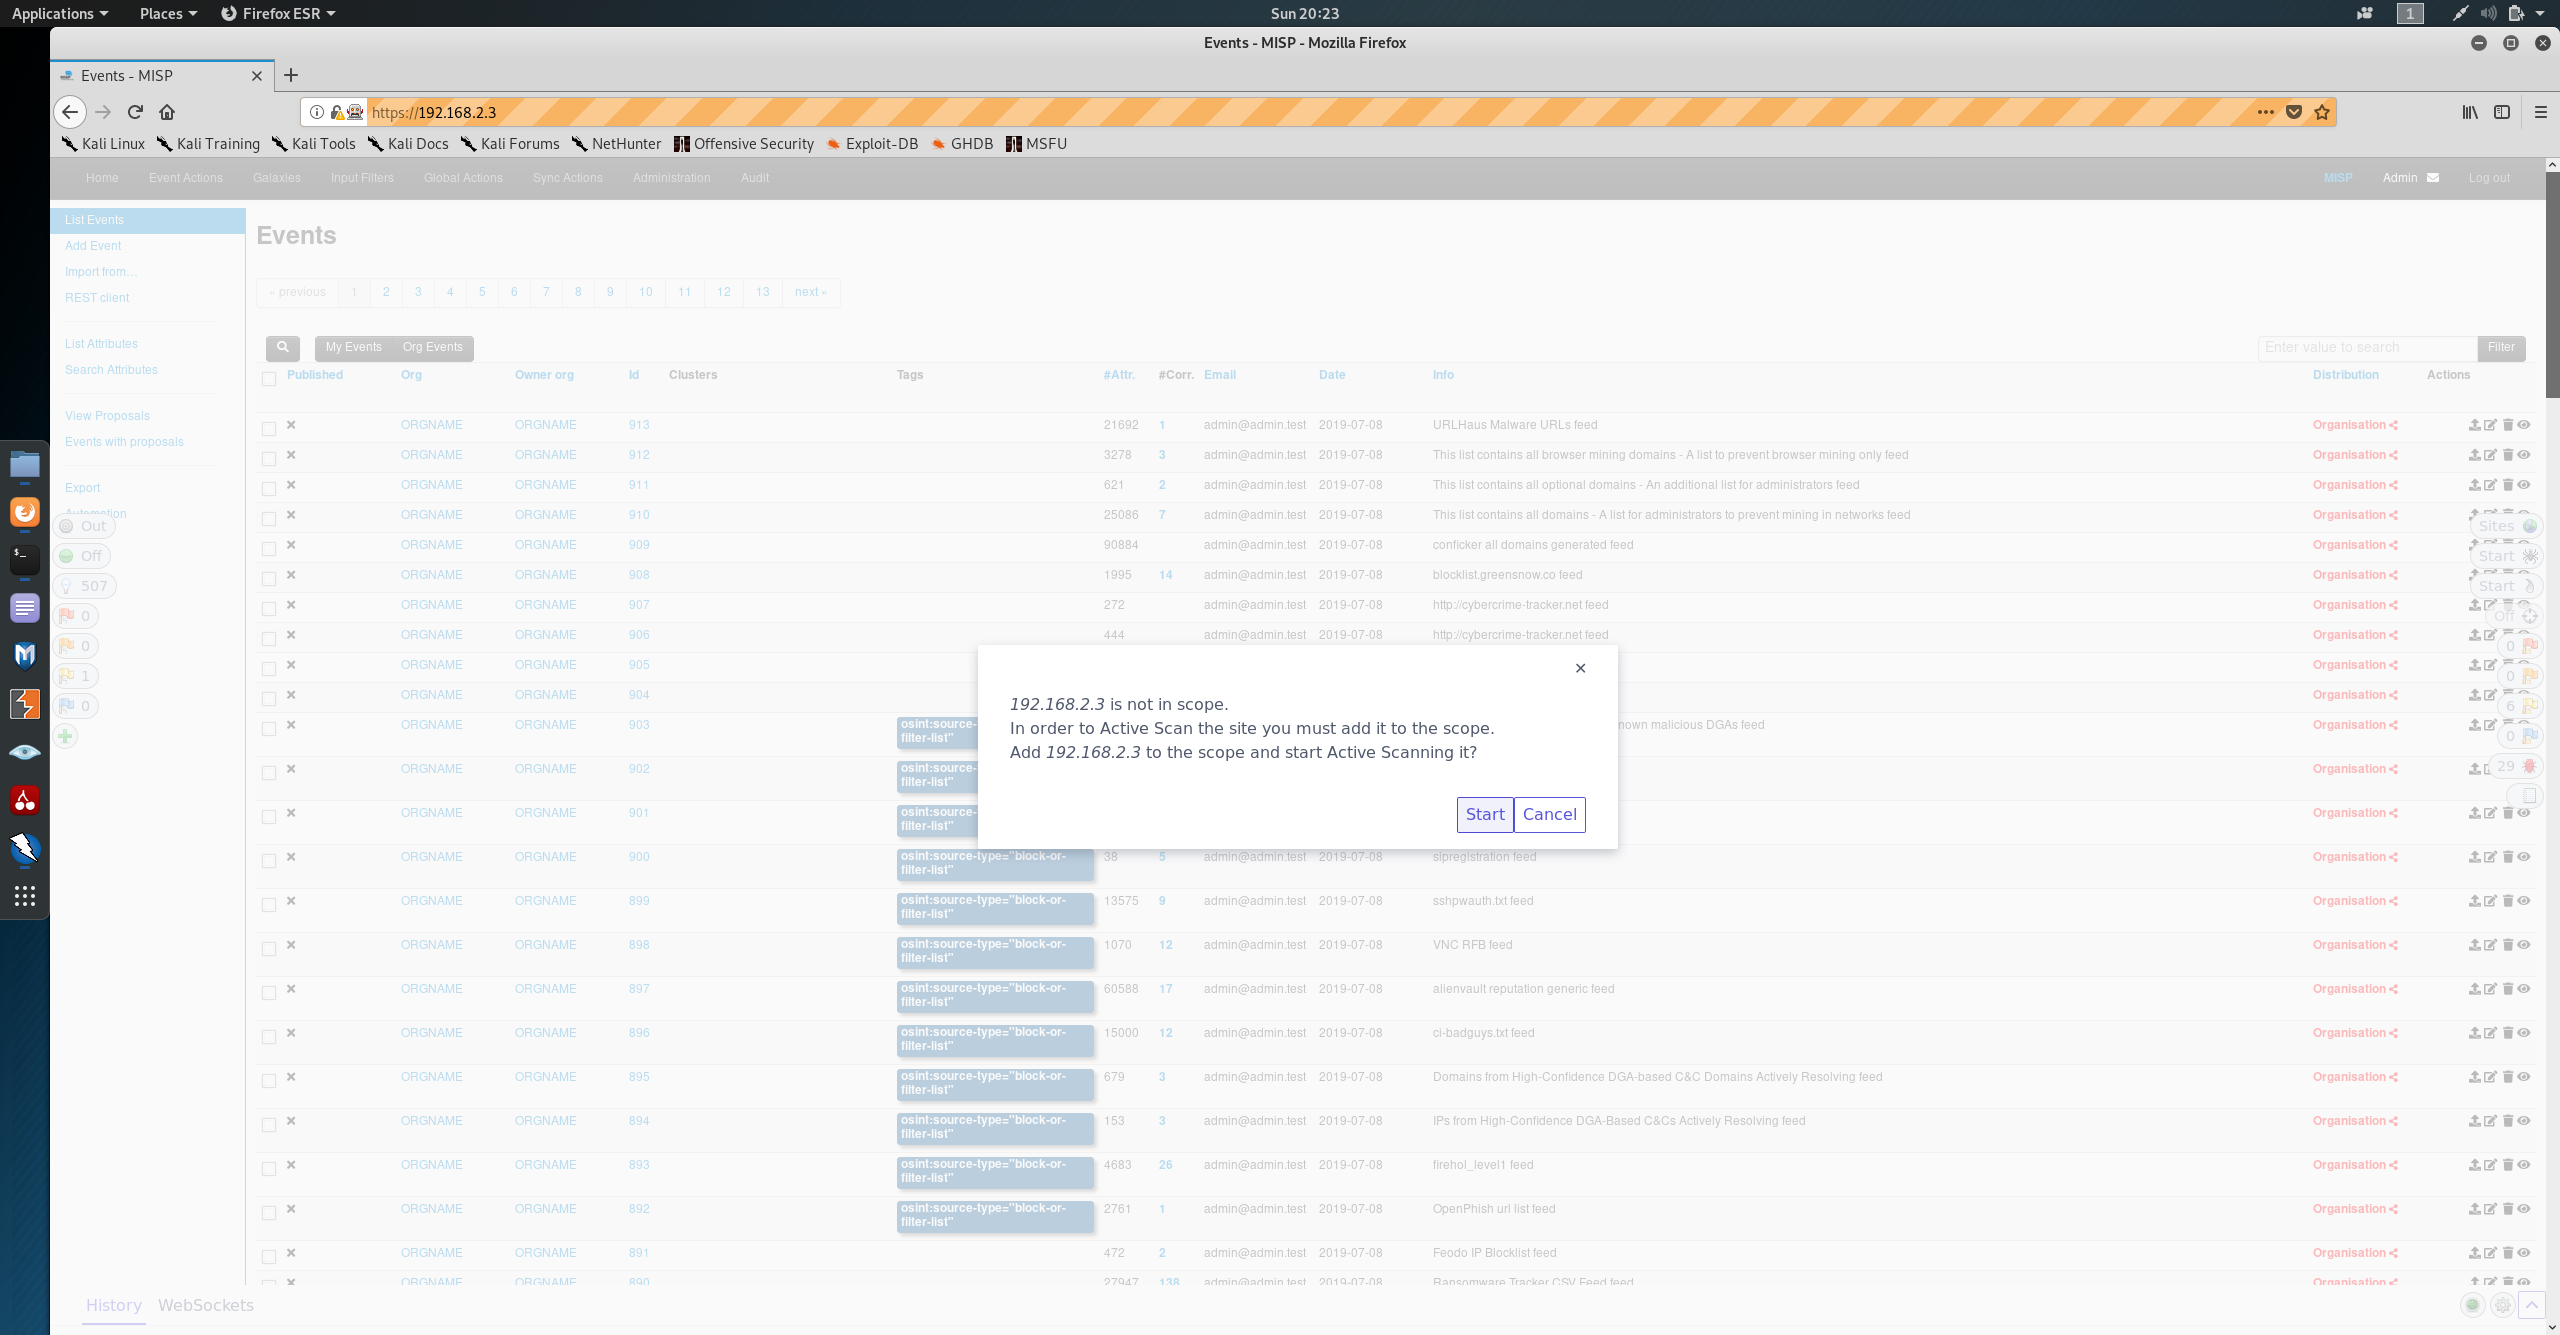 Applications Places Firefox ESR Sun 20:23 1
Events - MISP - Mozilla Firefox
Events - MISP
https://192.168.2.3
Kali Linux Kali Training Kali Tools Kali Docs Kali Forums NetHunter Offensive Security Exploit-DB GHDB MSFU
Home Event Actions Galaxies Input Filters Global Actions Sync Actions Administration Audit MISP Admin Log out
List Events
Add Event
Import from...
REST client
List Attributes
Search Attributes
View Proposals
Events with proposals
Export
Automation
Out
Off
507
0
0
1
0
Events
« previous 1 2 3 4 5 6 7 8 9 10 11 12 13 next »
My Events Org Events Enter value to search Filter
Published Org Owner org Id Clusters Tags #Attr. #Corr. Email Date Info Distribution Actions
ORGNAME ORGNAME 913 21692 1 admin@admin.test 2019-07-08 URLHaus Malware URLs feed Organisation
ORGNAME ORGNAME 912 3278 3 admin@admin.test 2019-07-08 This list contains all browser mining domains - A list to prevent browser mining only feed Organisation
ORGNAME ORGNAME 911 621 2 admin@admin.test 2019-07-08 This list contains all optional domains - An additional list for administrators feed Organisation
ORGNAME ORGNAME 910 25086 7 admin@admin.test 2019-07-08 This list contains all domains - A list for administrators to prevent mining in networks feed Organisation
ORGNAME ORGNAME 909 90884 admin@admin.test 2019-07-08 conficker all domains generated feed Organisation
ORGNAME ORGNAME 908 1995 14 admin@admin.test 2019-07-08 blocklist.greensnow.co feed Organisation
ORGNAME ORGNAME 907 272 admin@admin.test 2019-07-08 http://cybercrime-tracker.net feed Organisation
ORGNAME ORGNAME 906 444 admin@admin.test 2019-07-08 http://cybercrime-tracker.net feed Organisation
ORGNAME ORGNAME 905 Organisation
ORGNAME ORGNAME 904 Organisation
ORGNAME ORGNAME 903 osint:source- nown malicious DGAs feed Organisation
filter-list"
ORGNAME ORGNAME 902 osint:source- Organisation
filter-list"
ORGNAME ORGNAME 901 osint:source- Organisation
filter-list"
ORGNAME ORGNAME 900 osint:source-type="block-or- 38 5 admin@admin.test 2019-07-08 sipregistration feed Organisation
filter-list"
ORGNAME ORGNAME 899 osint:source-type="block-or- 13575 9 admin@admin.test 2019-07-08 sshpwauth.txt feed Organisation
filter-list"
ORGNAME ORGNAME 898 osint:source-type="block-or- 1070 12 admin@admin.test 2019-07-08 VNC RFB feed Organisation
filter-list"
ORGNAME ORGNAME 897 osint:source-type="block-or- 60588 17 admin@admin.test 2019-07-08 alienvault reputation generic feed Organisation
filter-list"
ORGNAME ORGNAME 896 osint:source-type="block-or- 15000 12 admin@admin.test 2019-07-08 ci-badguys.txt feed Organisation
filter-list"
ORGNAME ORGNAME 895 osint:source-type="block-or- 679 3 admin@admin.test 2019-07-08 Domains from High-Confidence DGA-based C&C Domains Actively Resolving feed Organisation
filter-list"
ORGNAME ORGNAME 894 osint:source-type="block-or- 153 3 admin@admin.test 2019-07-08 IPs from High-Confidence DGA-Based C&Cs Actively Resolving feed Organisation
filter-list"
ORGNAME ORGNAME 893 osint:source-type="block-or- 4683 26 admin@admin.test 2019-07-08 firehol_level1 feed Organisation
filter-list"
ORGNAME ORGNAME 892 osint:source-type="block-or- 2761 1 admin@admin.test 2019-07-08 OpenPhish url list feed Organisation
filter-list"
ORGNAME ORGNAME 891 472 2 admin@admin.test 2019-07-08 Feodo IP Blocklist feed Organisation
ORGNAME ORGNAME 890 27947 138 admin@admin.test 2019-07-08 Ransomware Tracker CSV Feed feed Organisation
192.168.2.3 is not in scope.
In order to Active Scan the site you must add it to the scope.
Add 192.168.2.3 to the scope and start Active Scanning it?
Start Cancel
Sites
Start
Start
Off
0
0
6
0
29
History WebSockets